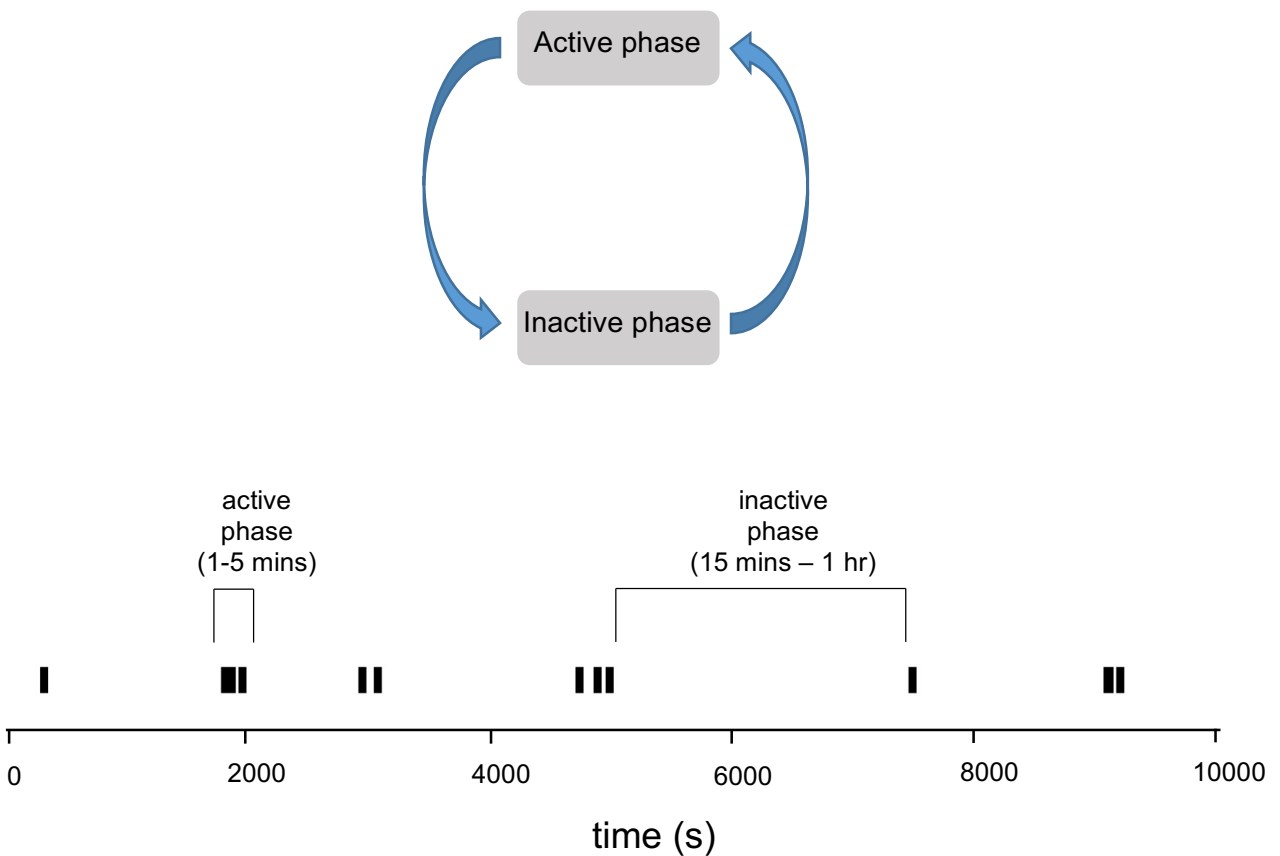 Active phase
Inactive phase
active
phase
(1-5 mins)
inactive
phase
(15 mins – 1 hr)
0
2000
4000
6000
8000
10000
time (s)